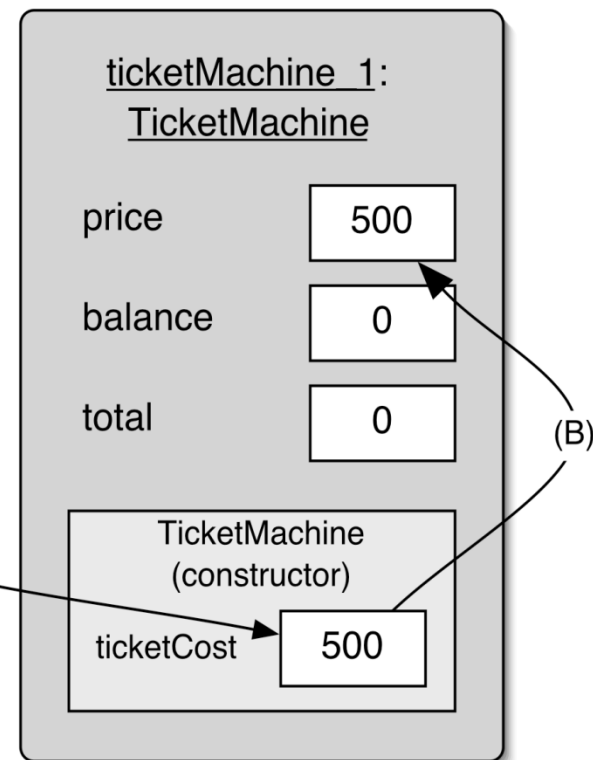 ticketMachine_1:
TicketMachine
price 500
balance 0
total 0
(B)
TicketMachine
(constructor)
ticketCost 500